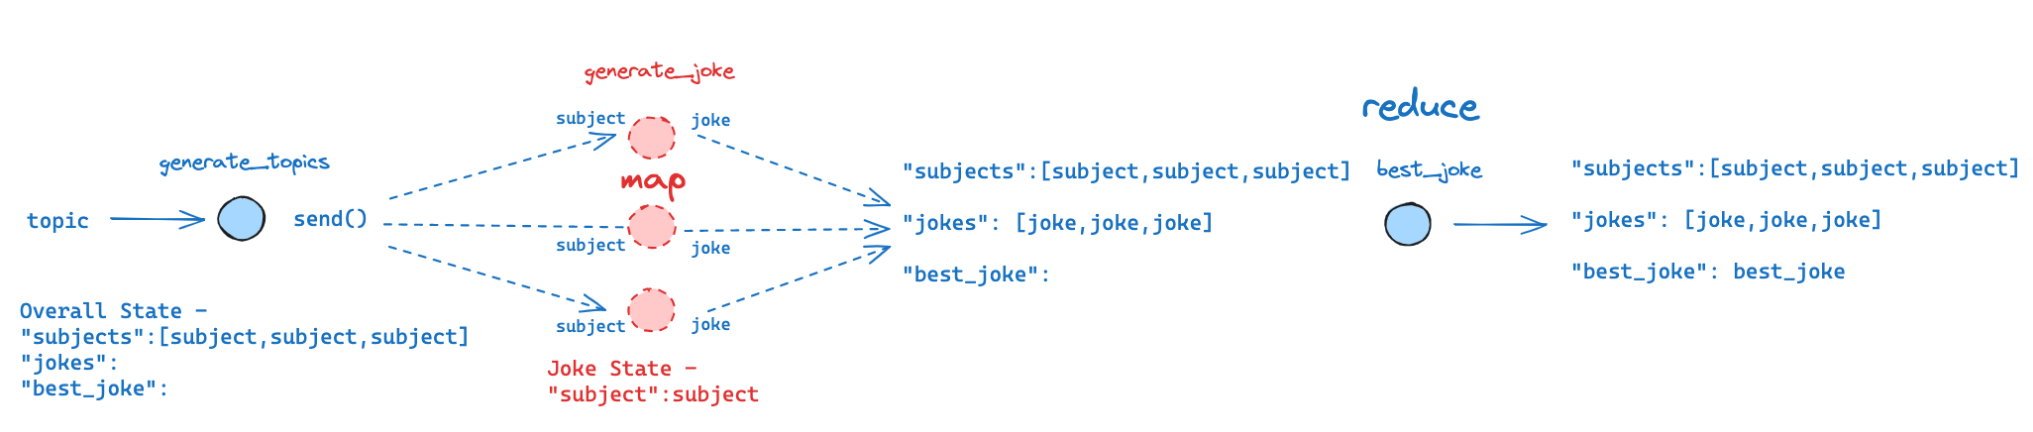 generate_joke
subject
joke
reduce
generate_topics
map
"subjects":[subject,subject,subject]
best_joke
"subjects":[subject,subject,subject]
topic
send()
subject
joke
"jokes": [joke,joke,joke]
"jokes": [joke,joke,joke]
"best_joke":
"best_joke": best_joke
Overall State -
"subjects":[subject,subject,subject]
"jokes":
"best_joke":
subject
joke
Joke State -
"subject":subject